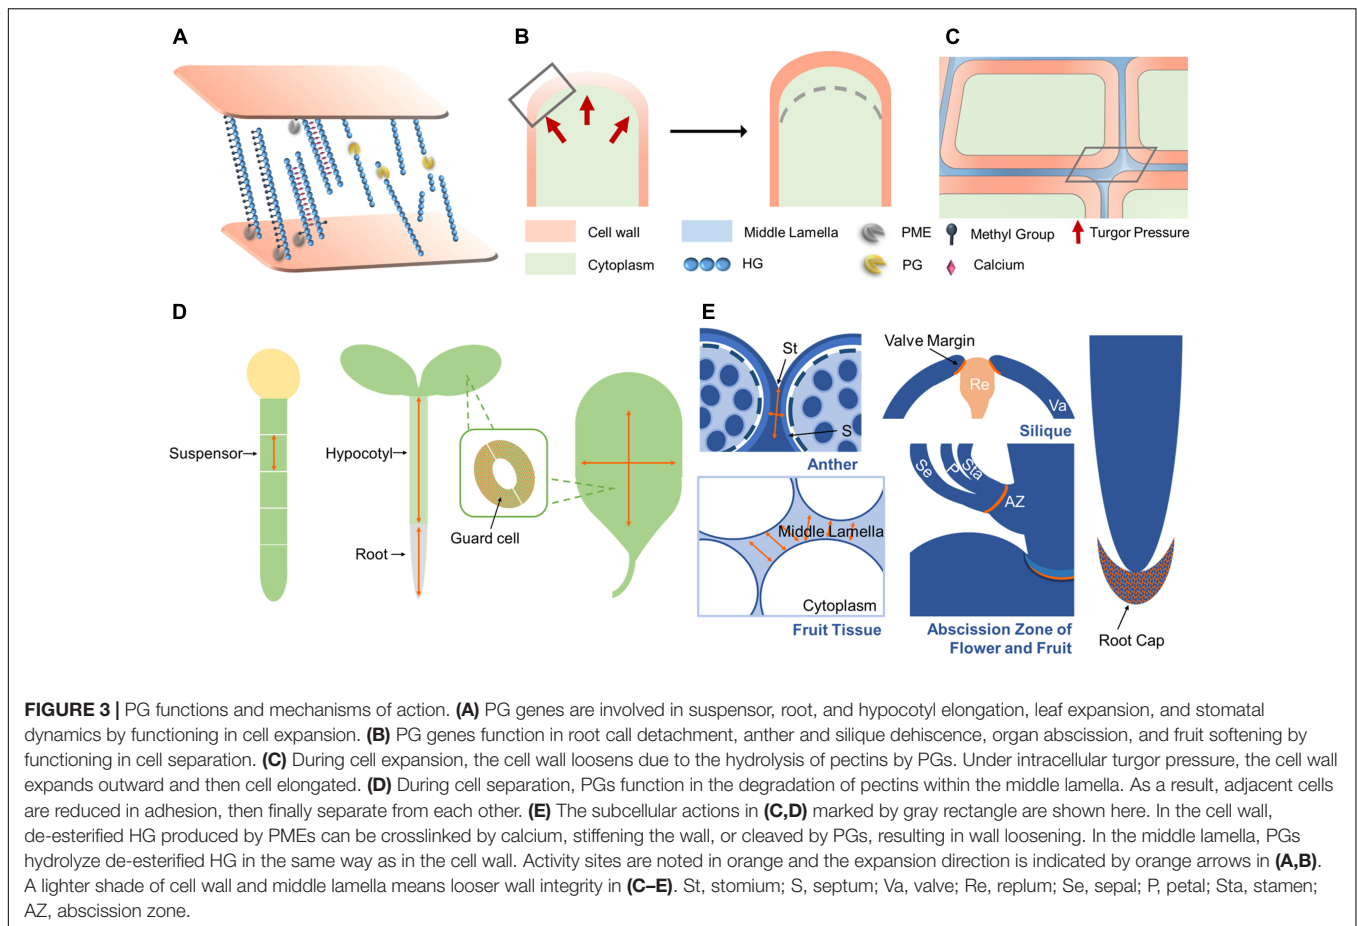 A
B
C
Cell wall
Middle Lamella
PME
Methyl Group
Turgor Pressure
Cytoplasm
HG
PG
Calcium
D
E
Suspensor
Hypocotyl
Root
Guard cell
St
S
Anther
Valve Margin
Re
Va
Silique
Middle Lamella
Cytoplasm
Fruit Tissue
Se
P
Sta
AZ
Abscission Zone of
Flower and Fruit
Root Cap
FIGURE 3 | PG functions and mechanisms of action. (A) PG genes are involved in suspensor, root, and hypocotyl elongation, leaf expansion, and stomatal
dynamics by functioning in cell expansion. (B) PG genes function in root call detachment, anther and silique dehiscence, organ abscission, and fruit softening by
functioning in cell separation. (C) During cell expansion, the cell wall loosens due to the hydrolysis of pectins by PGs. Under intracellular turgor pressure, the cell wall
expands outward and then cell elongated. (D) During cell separation, PGs function in the degradation of pectins within the middle lamella. As a result, adjacent cells
are reduced in adhesion, then finally separate from each other. (E) The subcellular actions in (C,D) marked by gray rectangle are shown here. In the cell wall,
de-esterified HG produced by PMEs can be crosslinked by calcium, stiffening the wall, or cleaved by PGs, resulting in wall loosening. In the middle lamella, PGs
hydrolyze de-esterified HG in the same way as in the cell wall. Activity sites are noted in orange and the expansion direction is indicated by orange arrows in (A,B).
A lighter shade of cell wall and middle lamella means looser wall integrity in (C–E). St, stomium; S, septum; Va, valve; Re, replum; Se, sepal; P, petal; Sta, stamen;
AZ, abscission zone.